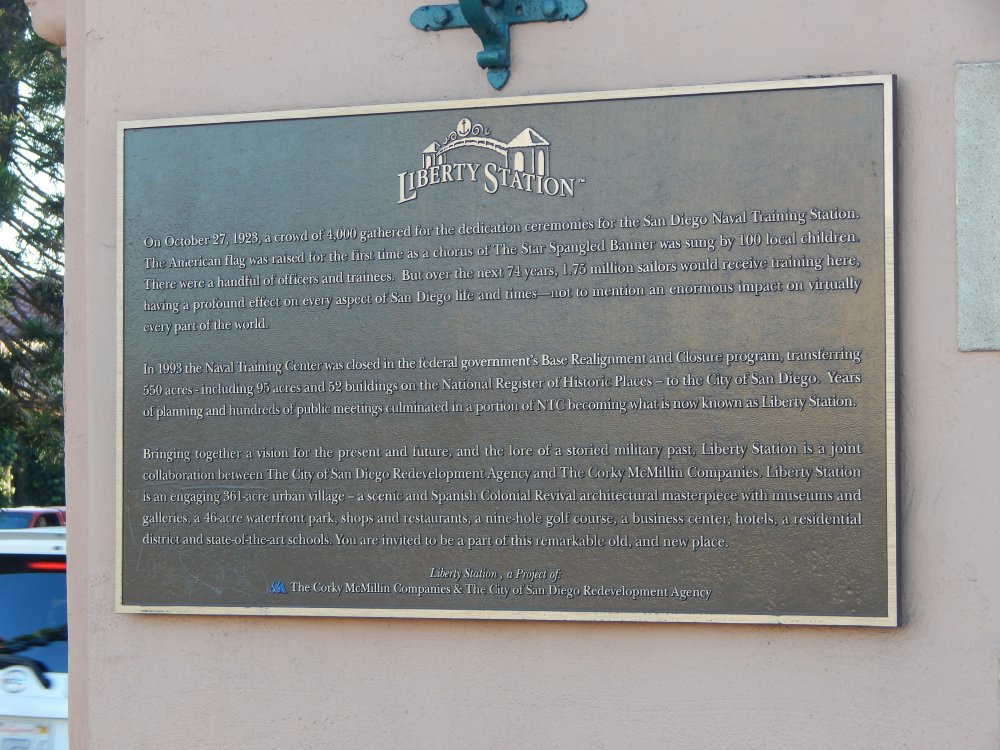 LIBERTY STATION™
On October 27, 1923, a crowd of 4,000 gathered for the dedication ceremonies for the San Diego Naval Training Station.
The American flag was raised for the first time as a chorus of The Star Spangled Banner was sung by 100 local children.
There were a handful of officers and trainees. But over the next 74 years, 1.75 million sailors would receive training here,
having a profound effect on every aspect of San Diego life and times—not to mention an enormous impact on virtually
every part of the world.
In 1993 the Naval Training Center was closed in the federal government's Base Realignment and Closure program, transferring
550 acres - including 95 acres and 52 buildings on the National Register of Historic Places – to the City of San Diego. Years
of planning and hundreds of public meetings culminated in a portion of NTC becoming what is now known as Liberty Station.
Bringing together a vision for the present and future, and the lore of a storied military past, Liberty Station is a joint
collaboration between The City of San Diego Redevelopment Agency and The Corky McMillin Companies. Liberty Station
is an engaging 361-acre urban village – a scenic and Spanish Colonial Revival architectural masterpiece with museums and
galleries, a 46-acre waterfront park, shops and restaurants, a nine-hole golf course, a business center, hotels, a residential
district and state-of-the-art schools. You are invited to be a part of this remarkable old, and new place.
Liberty Station , a Project of:
The Corky McMillin Companies & The City of San Diego Redevelopment Agency